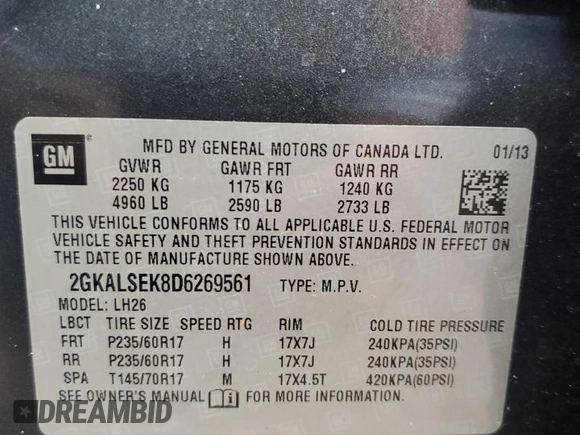 GM
MFD BY GENERAL MOTORS OF CANADA LTD. 01/13
GVWR GAWR FRT GAWR RR
2250 KG 1175 KG 1240 KG
4960 LB 2590 LB 2733 LB
THIS VEHICLE CONFORMS TO ALL APPLICABLE U.S. FEDERAL MOTOR
VEHICLE SAFETY AND THEFT PREVENTION STANDARDS IN EFFECT ON
THE DATE OF MANUFACTURE SHOWN ABOVE.
2GKALSEK8D6269561 TYPE: M.P.V.
MODEL: LH26
LBCT TIRE SIZE SPEED RTG RIM COLD TIRE PRESSURE
FRT P235/60R17 H 17X7J 240KPA(35PSI)
RR P235/60R17 H 17X7J 240KPA(35PSI)
SPA T145/70R17 M 17X4.5T 420KPA(60PSI)
SEE OWNER'S MANUAL FOR MORE INFORMATION.
DREAMBID